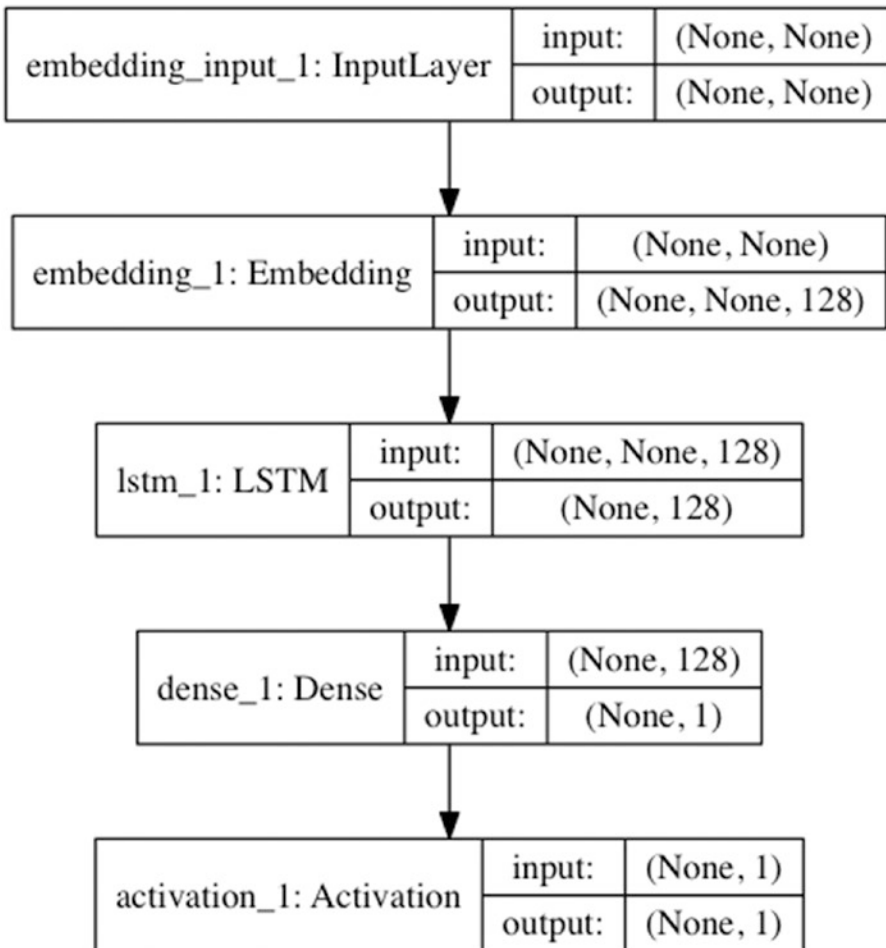 embedding_input_1: InputLayer
input: (None, None)
output: (None, None)
embedding_1: Embedding
input: (None, None)
output: (None, None, 128)
lstm_1: LSTM
input: (None, None, 128)
output: (None, 128)
dense_1: Dense
input: (None, 128)
output: (None, 1)
activation_1: Activation
input: (None, 1)
output: (None, 1)